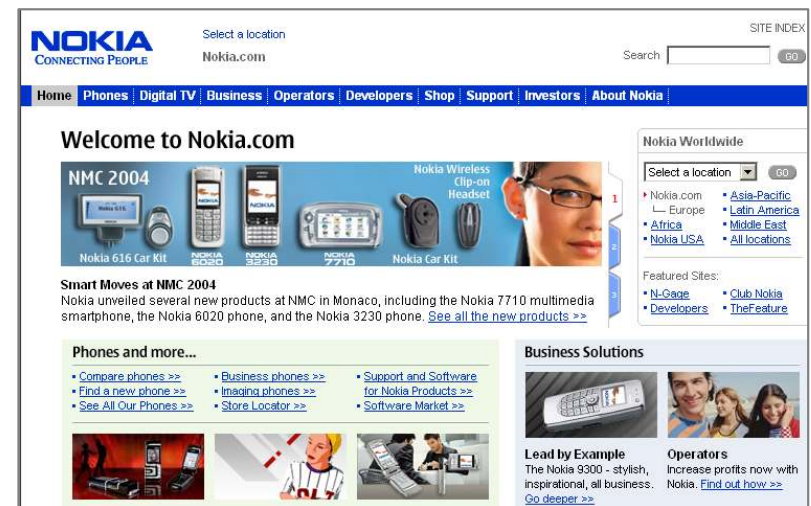 NOKIA
CONNECTING PEOPLE
Select a location
Nokia.com
SITE INDEX
Search GO
Home Phones Digital TV Business Operators Developers Shop Support Investors About Nokia
Welcome to Nokia.com
NMC 2004
Nokia Wireless
Clip-on
Headset
Nokia 616 Car Kit
NOKIA
6020
NOKIA
3230
NOKIA
7710
Nokia Car Kit
1
2
3
Smart Moves at NMC 2004
Nokia unveiled several new products at NMC in Monaco, including the Nokia 7710 multimedia
smartphone, the Nokia 6020 phone, and the Nokia 3230 phone. See all the new products >>
Nokia Worldwide
Select a location GO
Nokia.com
Europe
Africa
Nokia USA
Asia-Pacific
Latin America
Middle East
All locations
Featured Sites:
N-Gage
Developers
Club Nokia
TheFeature
Phones and more...
Compare phones >>
Find a new phone >>
See All Our Phones >>
Business phones >>
Imaging phones >>
Store Locator >>
Support and Software
for Nokia Products >>
Software Market >>
Business Solutions
Lead by Example
The Nokia 9300 - stylish,
inspirational, all business.
Go deeper >>
Operators
Increase profits now with
Nokia. Find out how >>